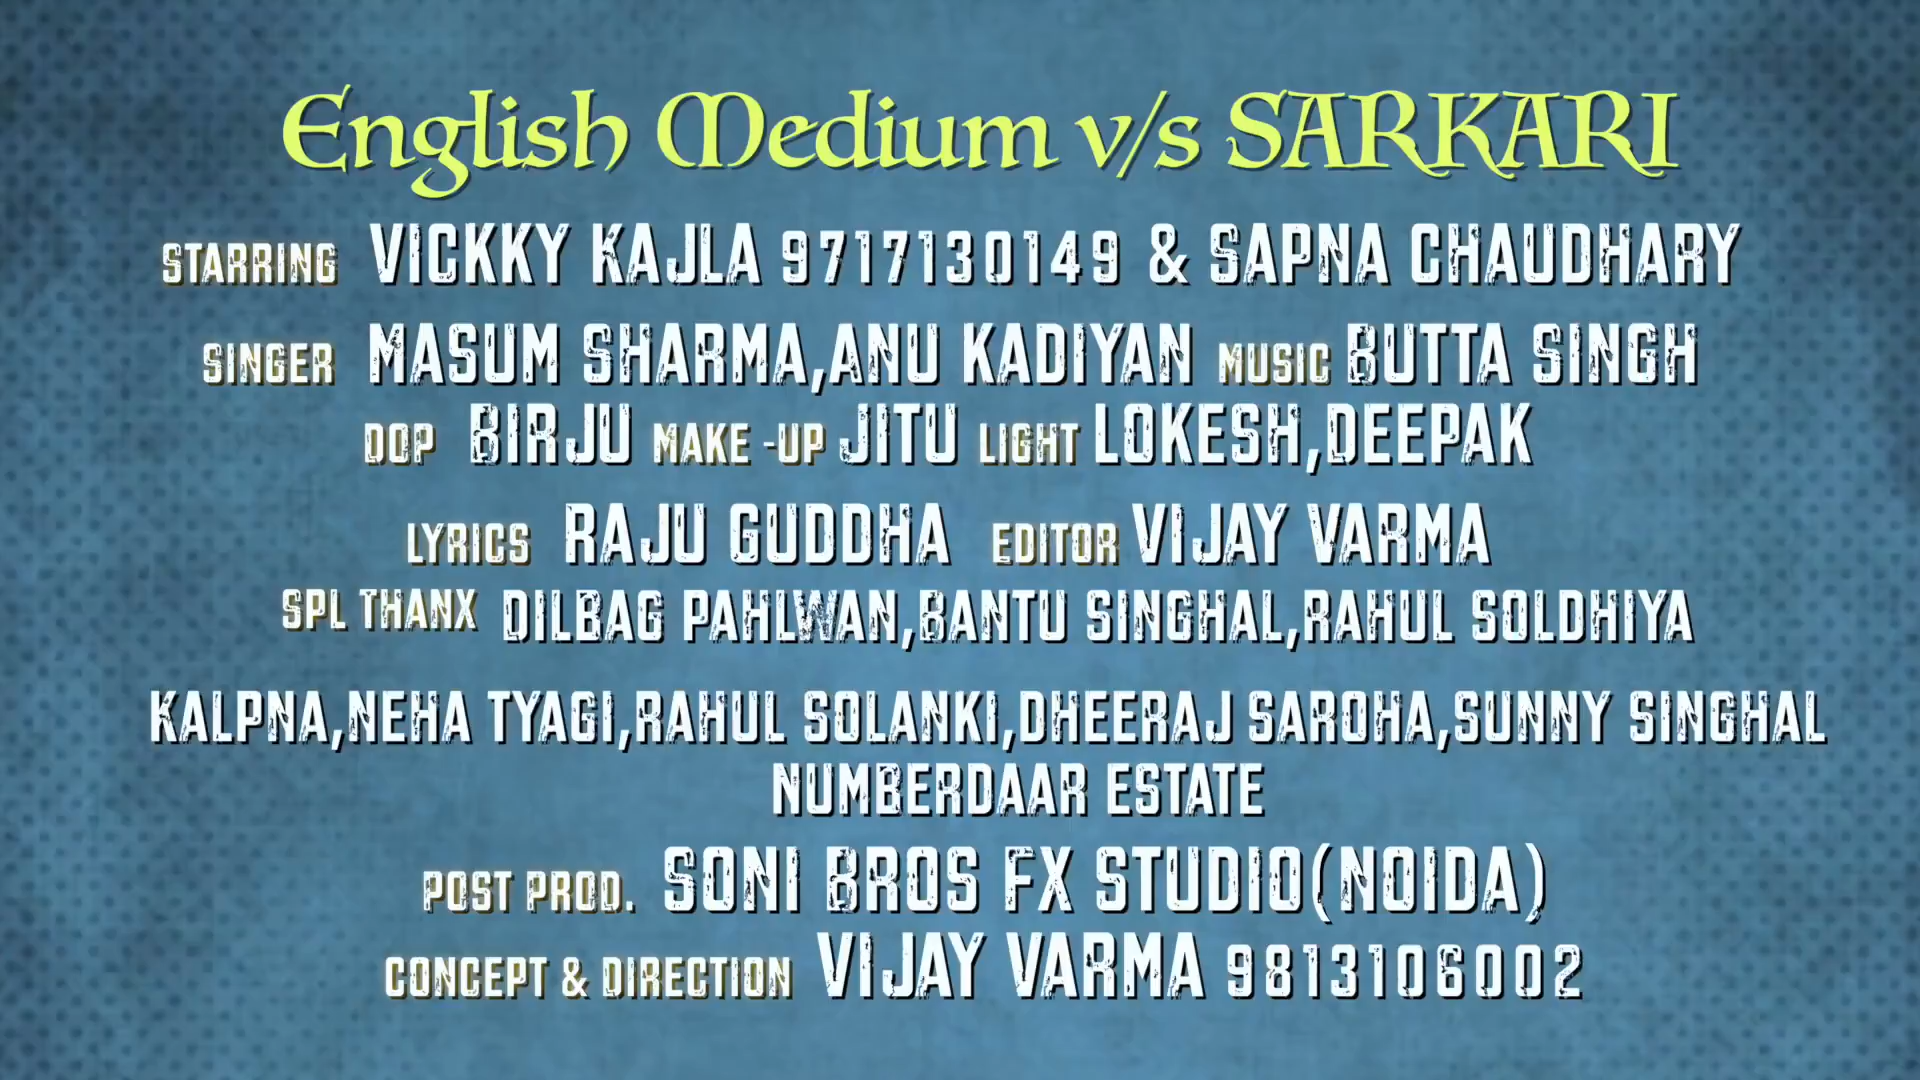 English Medium v/s SARKARI
STARRING VICKKY KAJLA 9717130149 & SAPNA CHAUDHARY
SINGER MASUM SHARMA,ANU KADIYAN MUSIC BUTTA SINGH
DOP BIRJU MAKE -UP JITU LIGHT LOKESH,DEEPAK
LYRICS RAJU GUDDHA EDITOR VIJAY VARMA
SPL THANX DILBAG PAHLWAN,BANTU SINGHAL,RAHUL SOLDHIYA
KALPNA,NEHA TYAGI,RAHUL SOLANKI,DHEERAJ SAROHA,SUNNY SINGHAL
NUMBERDAAR ESTATE
POST PROD. SONI BROS FX STUDIO(NOIDA)
CONCEPT & DIRECTION VIJAY VARMA 9813106002